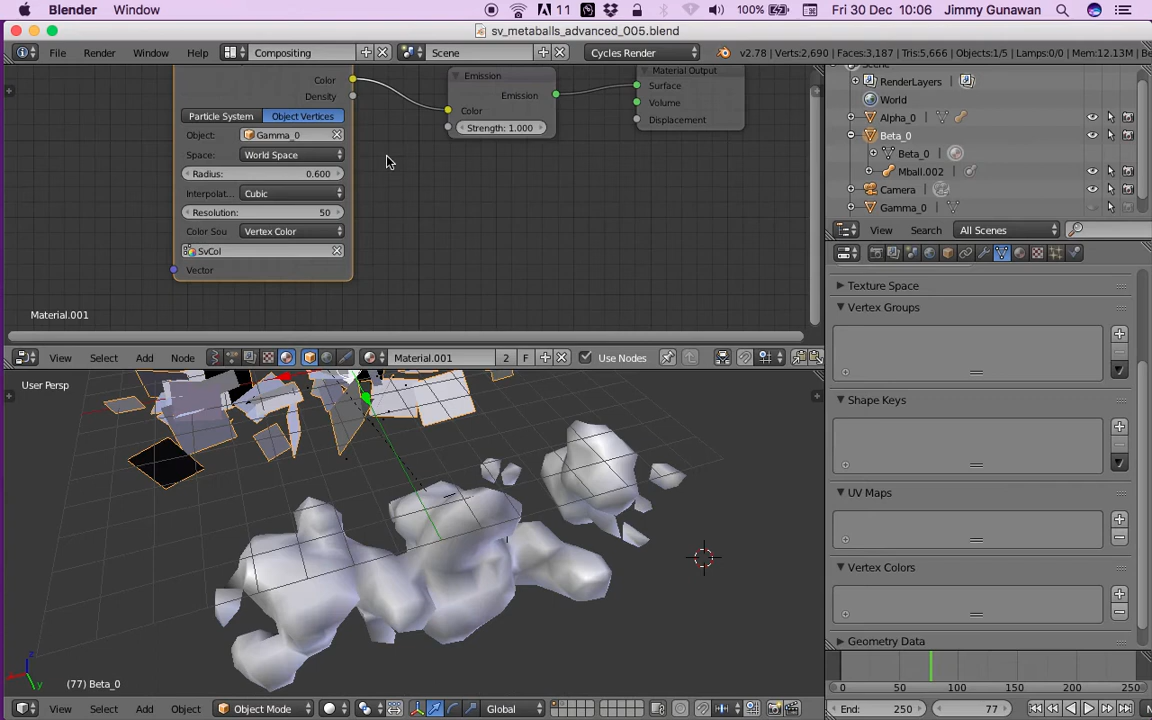 Blender Window 11 100% Fri 30 Dec 10:06 Jimmy Gunawan
sv_metaballs_advanced_005.blend
File Render Window Help Compositing Scene Cycles Render v2.78 | Verts:2,690 | Faces:3,187 | Tris:5,666 | Objects:1/5 | Lamps:0/0 | Mem:12.13M
Color
Density
Particle System Object Vertices
Object: Gamma_0
Space: World Space
Radius: 0.600
Interpolat... Cubic
Resolution: 50
Color Sou Vertex Color
SvCol
Vector
Emission
Emission
Color
Strength: 1.000
Material Output
Surface
Volume
Displacement
Material.001
View Select Add Node Material.001 2 F Use Nodes
Scene
RenderLayers
World
Alpha_0
Beta_0
Beta_0
Mball.002
Camera
Gamma_0
View Search All Scenes
Texture Space
Vertex Groups
Shape Keys
UV Maps
Vertex Colors
Geometry Data
User Persp
(77) Beta_0
View Select Add Object Object Mode Global
0 50 100 150 200 250
End: 250 77